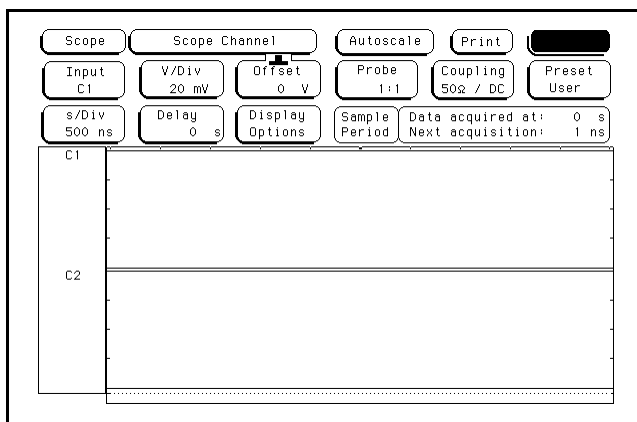 Scope Scope Channel Autoscale Print
Input V/Div Offset Probe Coupling Preset
C1 20 mV 0 V 1:1 50Ω / DC User
s/Div Delay Display Sample Data acquired at: 0 s
500 ns 0 s Options Period Next acquisition: 1 ns
C1
C2